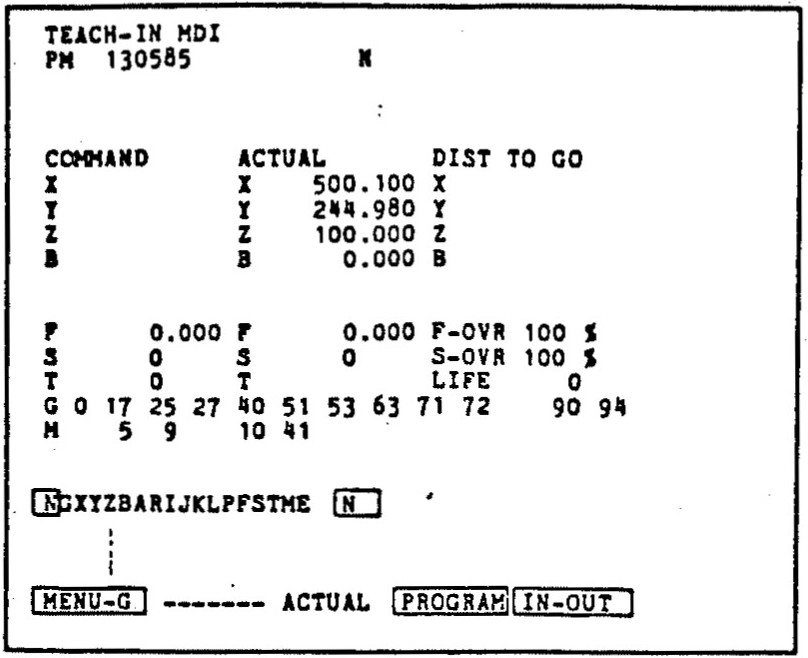 TEACH-IN MDI
PM 130585 N
COMMAND ACTUAL DIST TO GO
X X 500.100 X
Y Y 244.980 Y
Z Z 100.000 Z
B B 0.000 B
F 0.000 F 0.000 F-OVR 100 %
S 0 S 0 S-OVR 100 %
T 0 T LIFE 0
G 0 17 25 27 40 51 53 63 71 72 90 94
M 5 9 10 41
NGXYZBARIJKLPFSTME N
MENU-G ------- ACTUAL PROGRAM IN-OUT